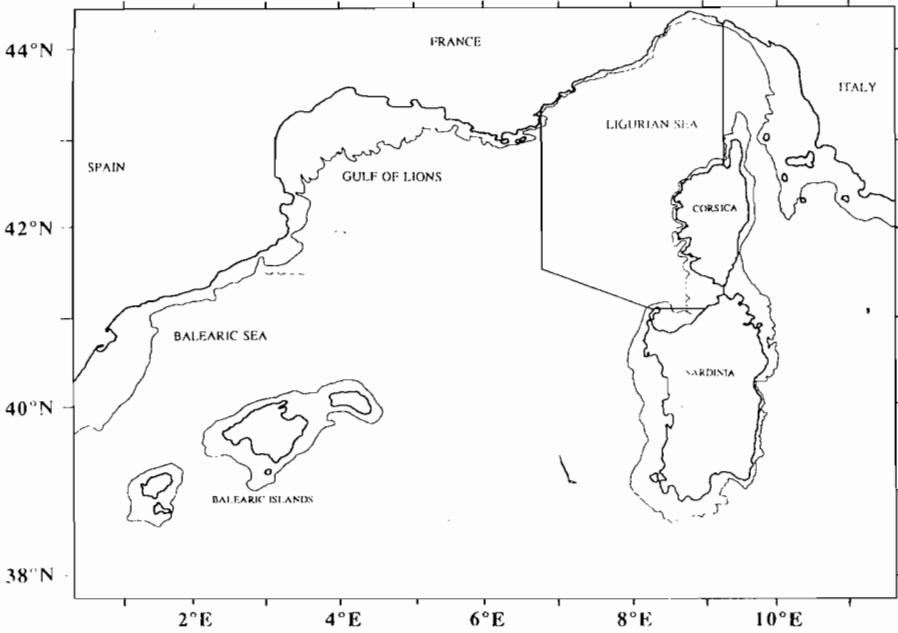 44°N
FRANCE
ITALY
LIGURIAN SEA
SPAIN
GULF OF LIONS
42°N
CORSICA
BALEARIC SEA
SARDINIA
40°N
BALEARIC ISLANDS
38°N
2°E 4°E 6°E 8°E 10°E